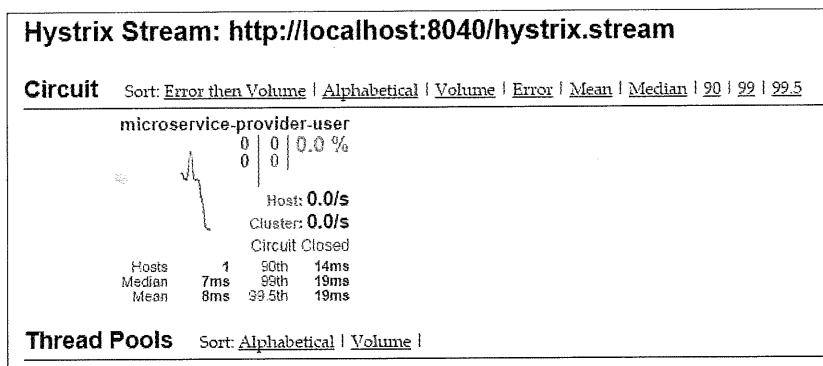 Hystrix Stream: http://localhost:8040/hystrix.stream
Circuit Sort: Error then Volume | Alphabetical | Volume | Error | Mean | Median | 90 | 99 | 99.5
microservice-provider-user
0 | 0 | 0.0 %
0 | 0 |
Host: 0.0/s
Cluster: 0.0/s
Circuit Closed
Hosts 1 90th 14ms
Median 7ms 99th 19ms
Mean 8ms 99.5th 19ms
Thread Pools Sort: Alphabetical | Volume |